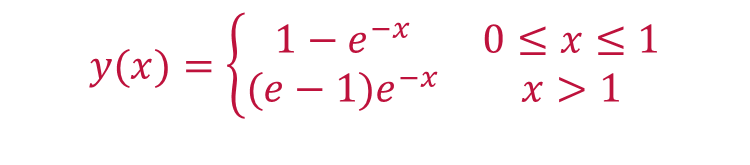 y(x) = { 1 − e^{−x}    0 ≤ x ≤ 1
(e − 1)e^{−x}    x > 1